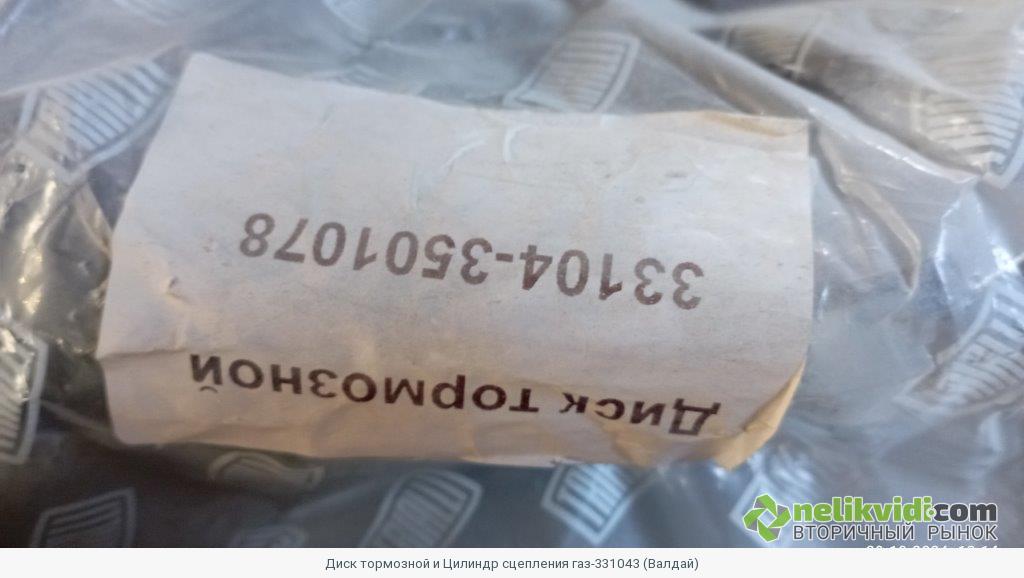 Диск тормозной
33104-3501078
nelikvidi.com
ВТОРИЧНЫЙ РЫНОК
Диск тормозной и Цилиндр сцепления газ-331043 (Валдай)